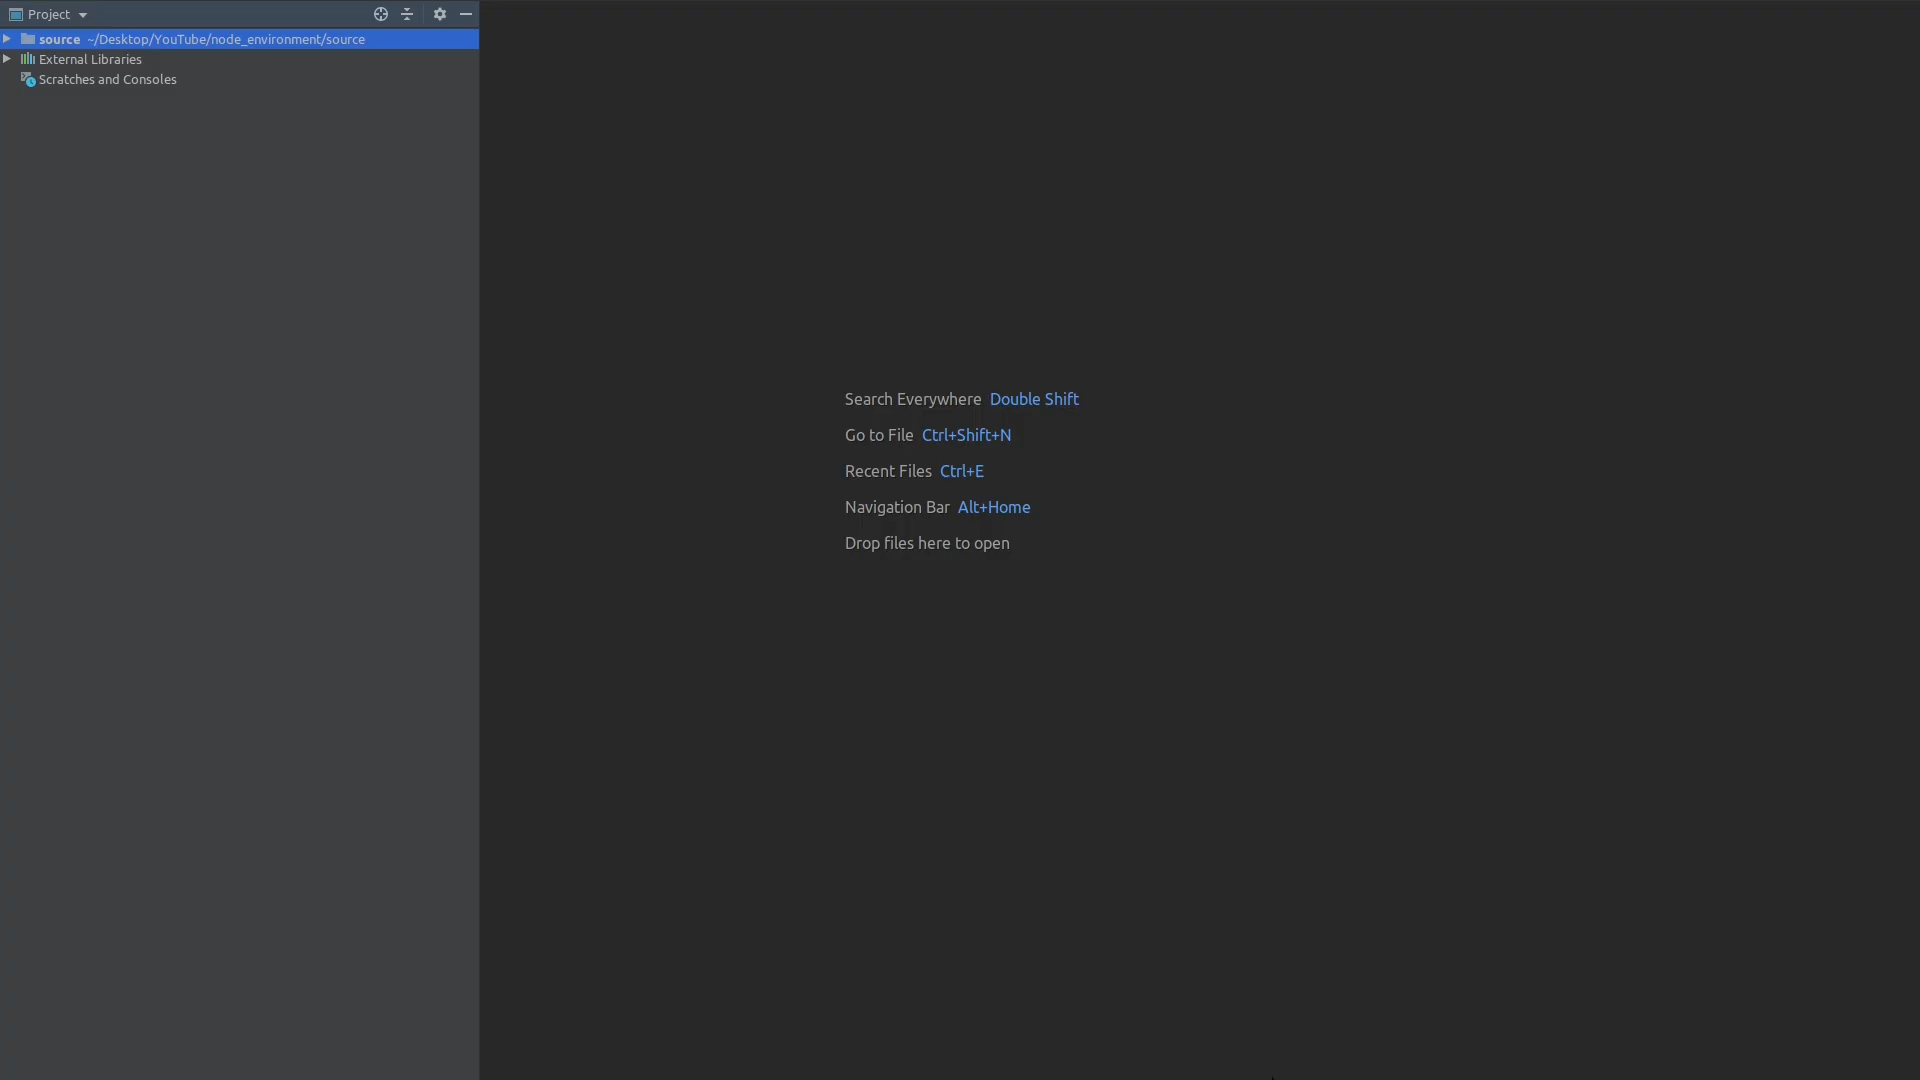 Project
source ~/Desktop/YouTube/node_environment/source
External Libraries
Scratches and Consoles
Search Everywhere Double Shift
Go to File Ctrl+Shift+N
Recent Files Ctrl+E
Navigation Bar Alt+Home
Drop files here to open